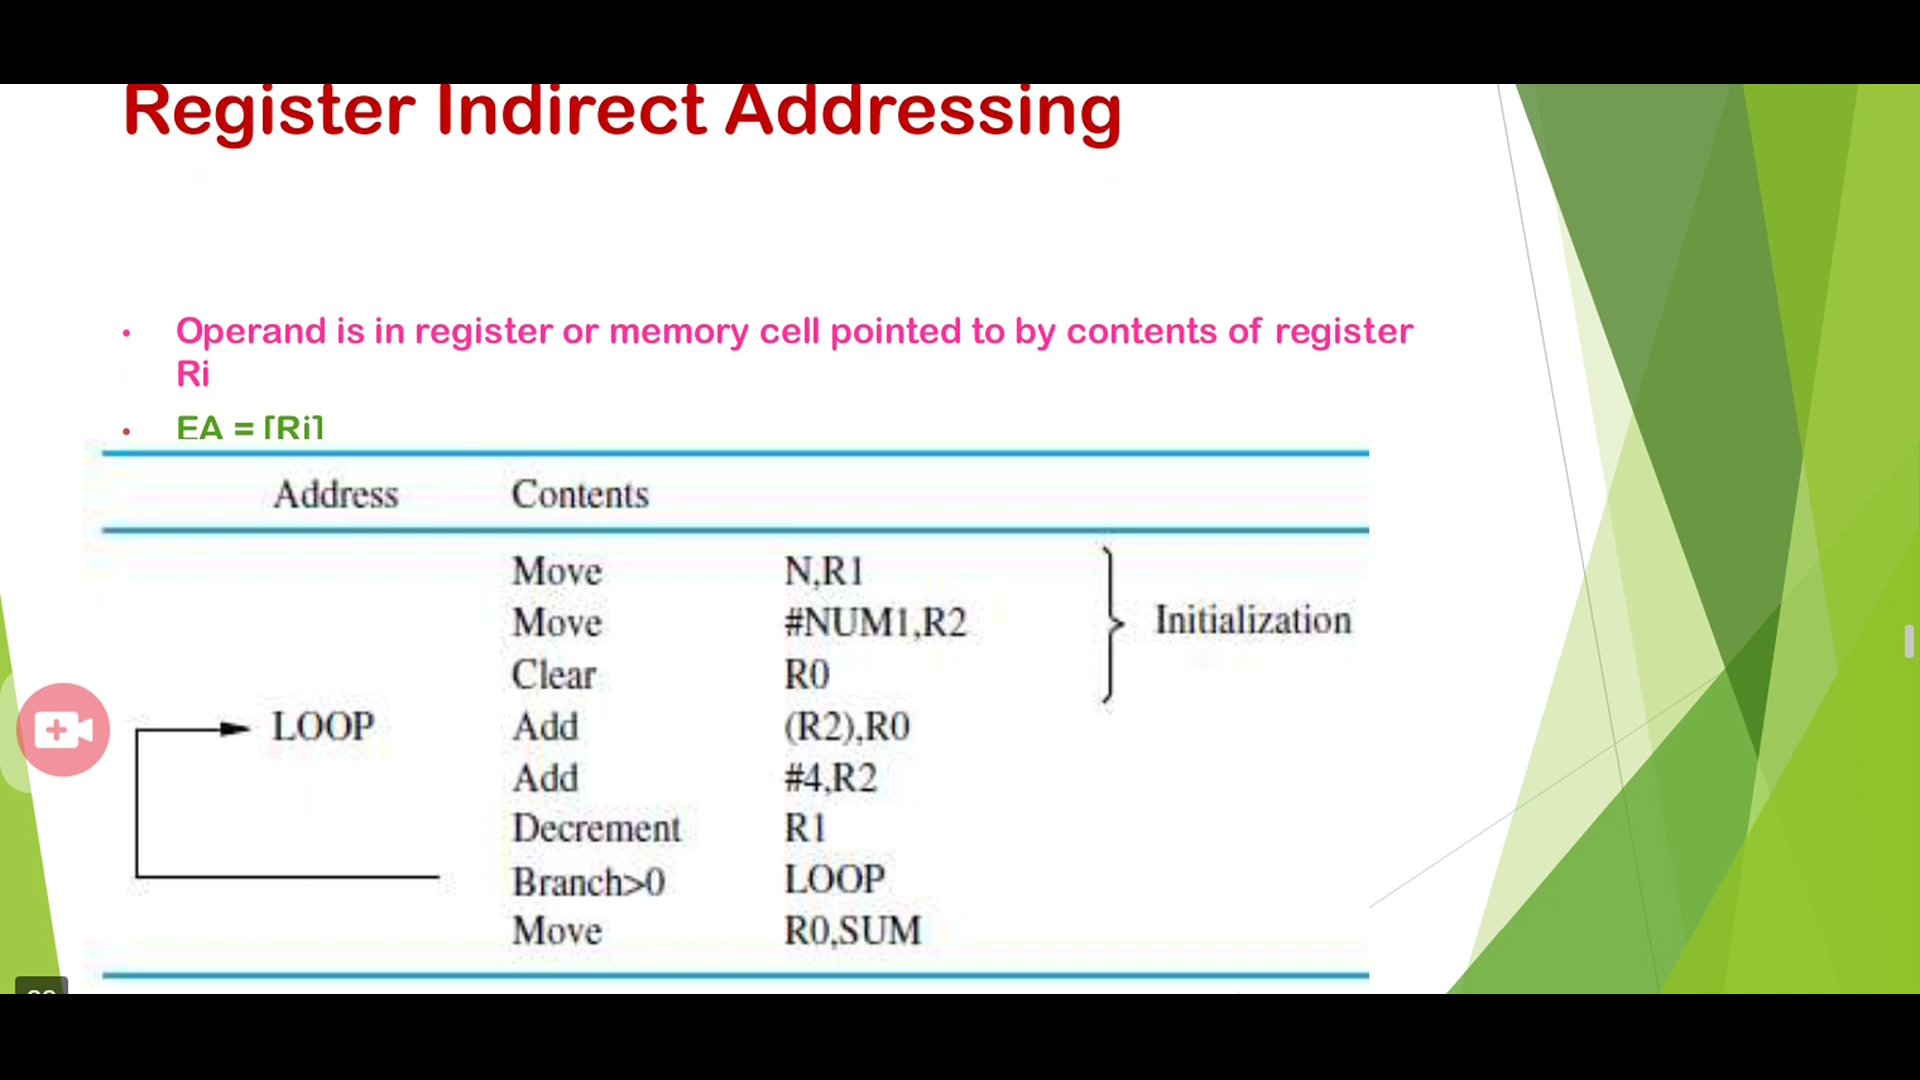 Register Indirect Addressing
• Operand is in register or memory cell pointed to by contents of register
Ri
• EA = [Ri]
Address Contents
Move N,R1
Move #NUM1,R2 Initialization
Clear R0
LOOP Add (R2),R0
Add #4,R2
Decrement R1
Branch>0 LOOP
Move R0,SUM